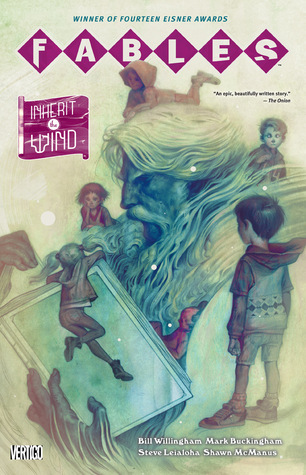 WINNER OF FOURTEEN EISNER AWARDS
FABLES
TM
"An epic, beautifully written story."
— The Onion
INHERIT
the
WIND
Bill Willingham Mark Buckingham
Steve Leialoha Shawn McManus
VERTIGO